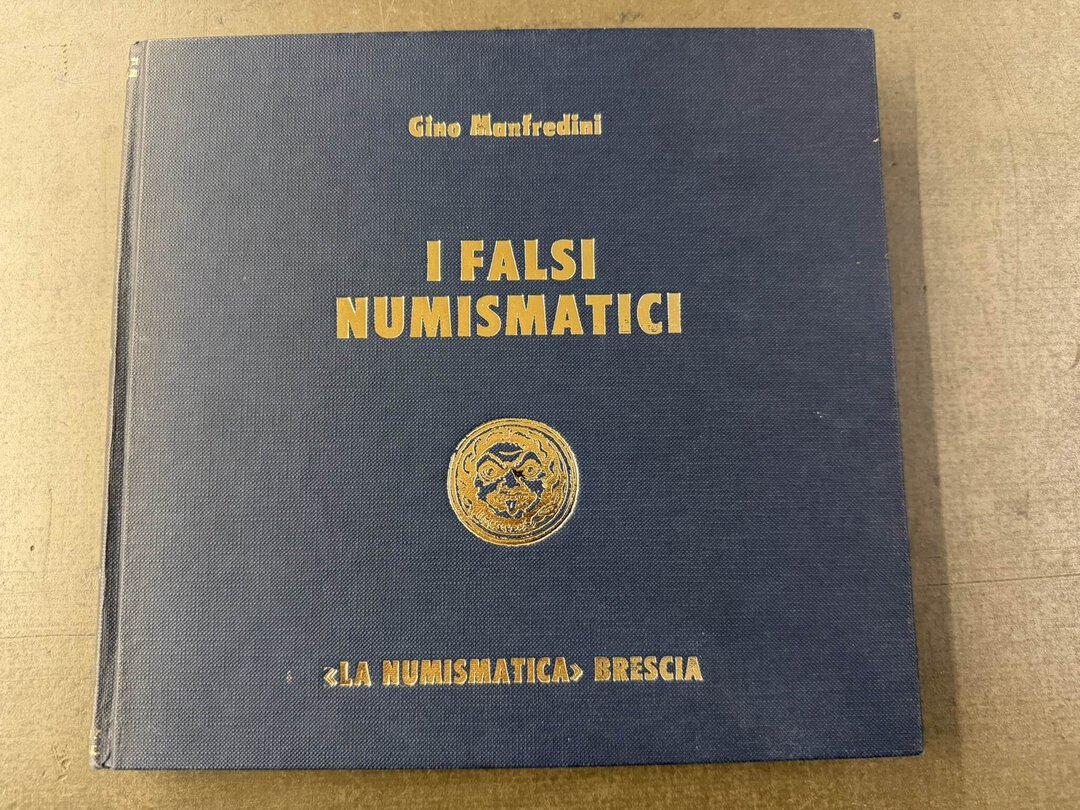 Gino Manfredini
I FALSI
NUMISMATICI
«LA NUMISMATICA» BRESCIA